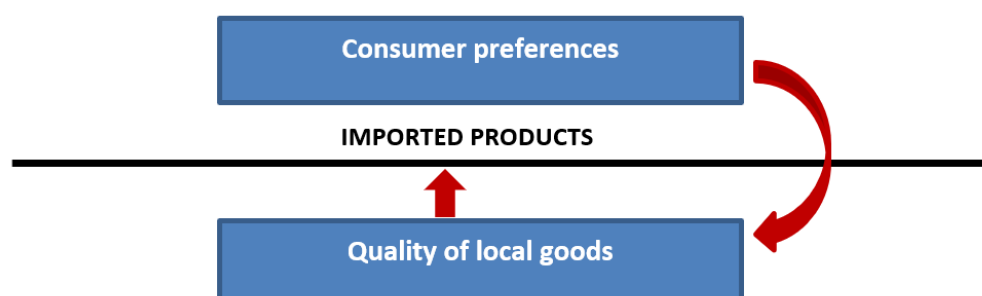 Consumer preferences
IMPORTED PRODUCTS
Quality of local goods